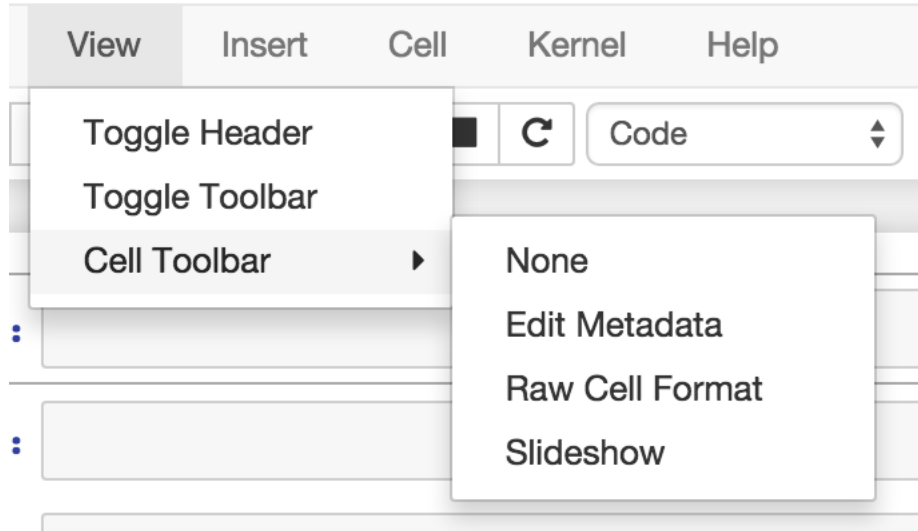 View Insert Cell Kernel Help
Toggle Header
Code
Toggle Toolbar
Cell Toolbar
None
Edit Metadata
Raw Cell Format
Slideshow